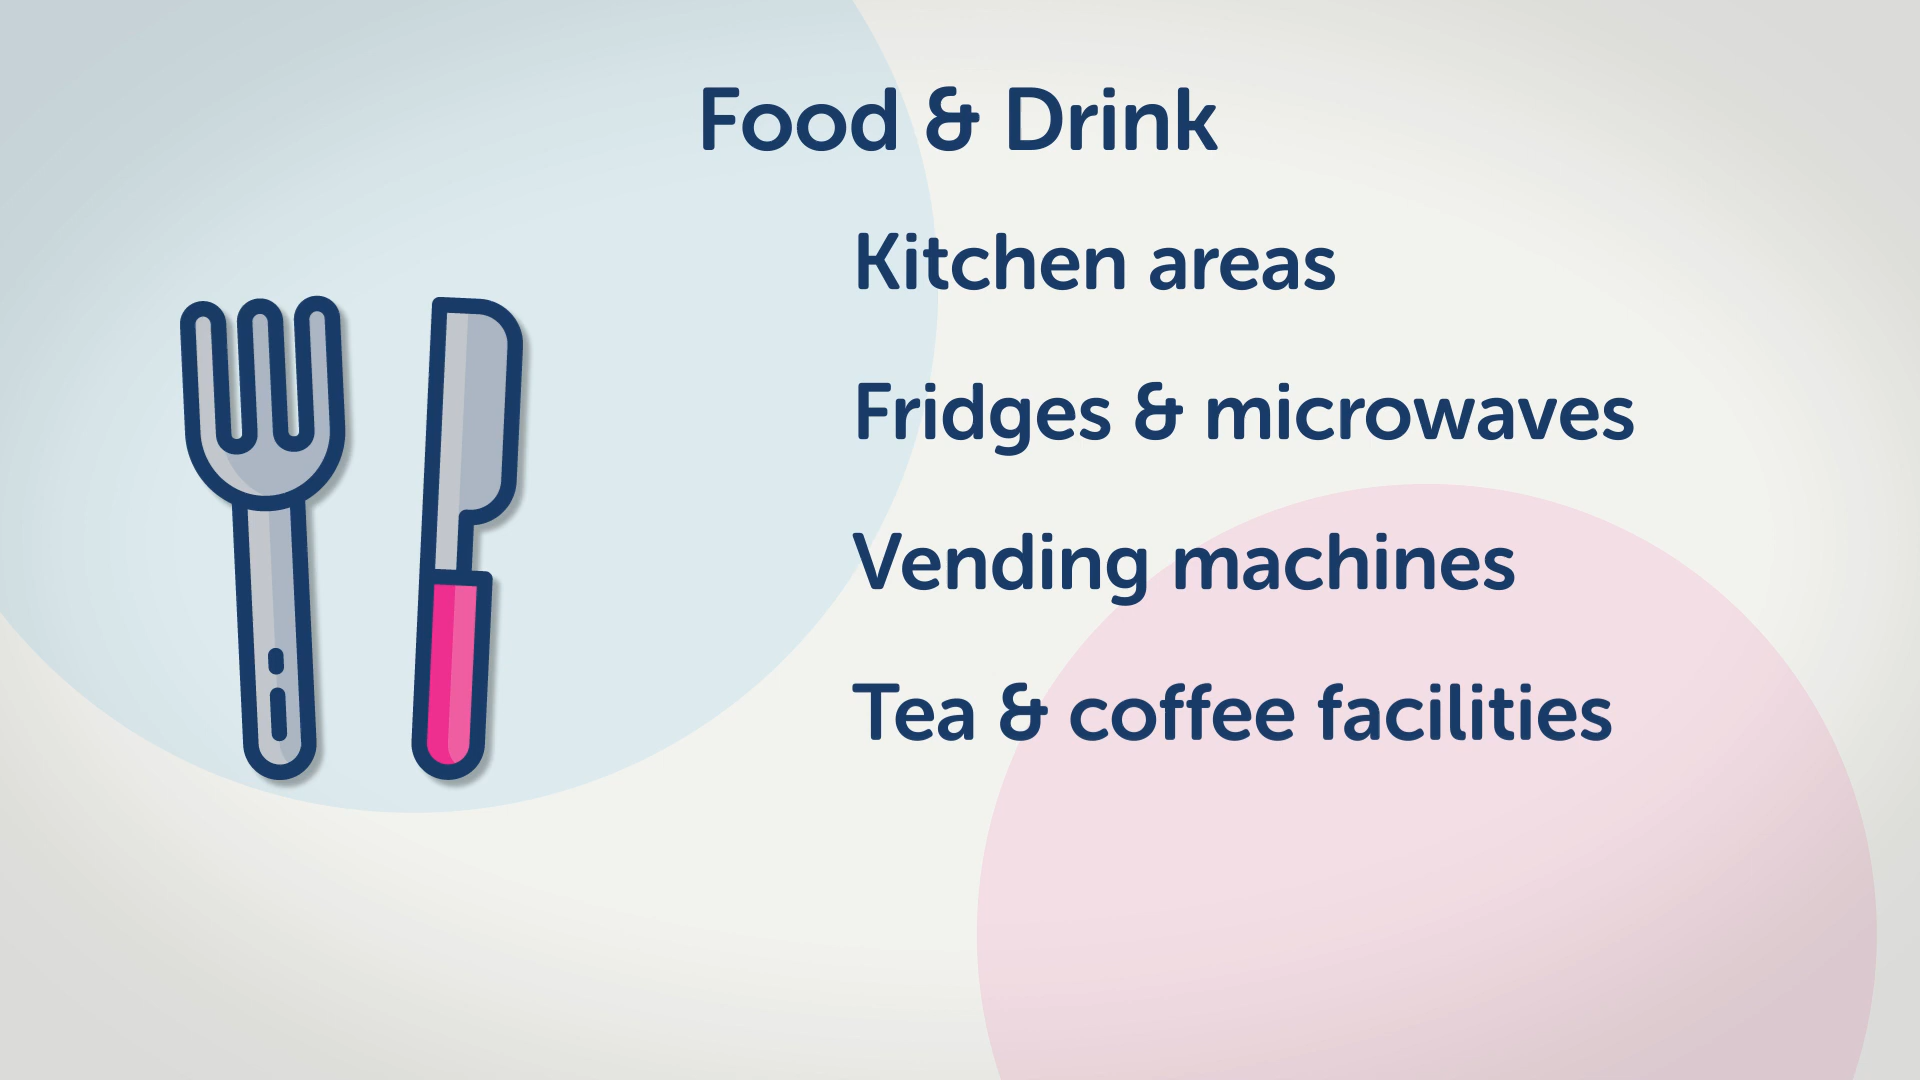 Food & Drink
Kitchen areas
Fridges & microwaves
Vending machines
Tea & coffee facilities